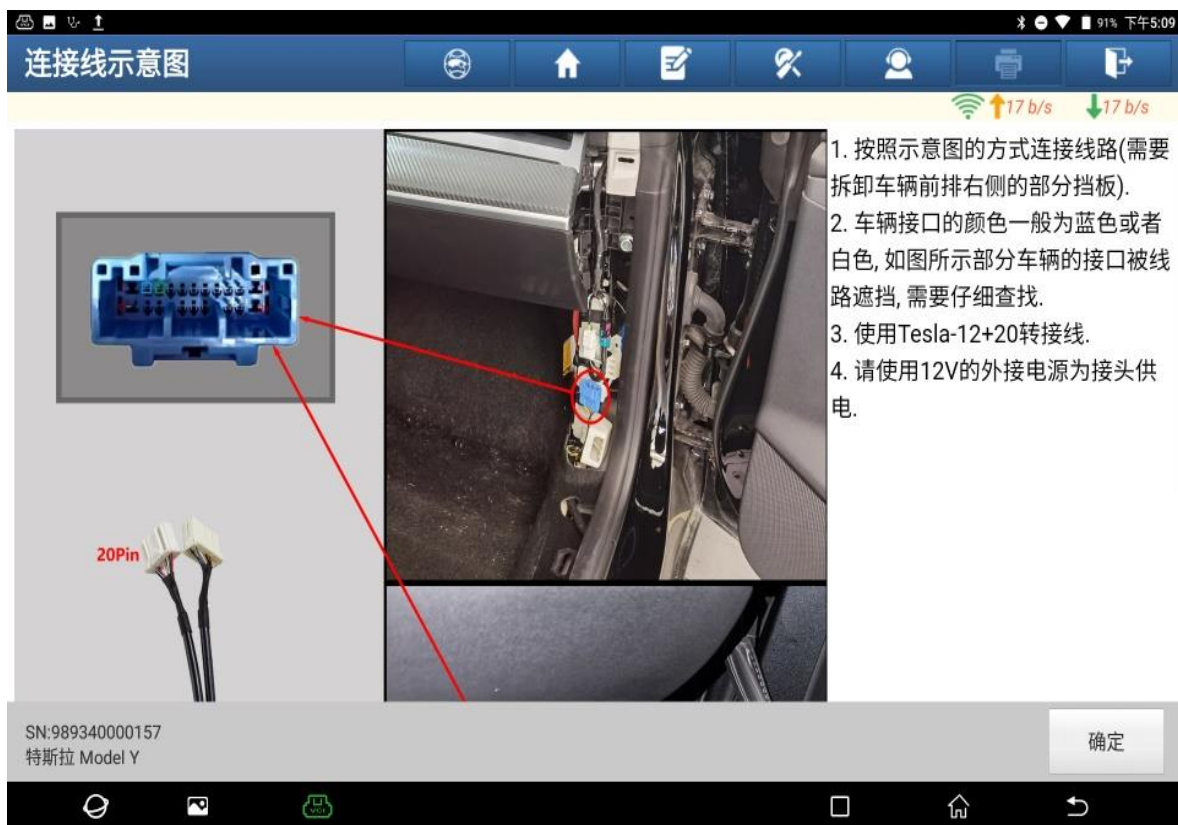 91% 下午5:09
连接线示意图
17 b/s 17 b/s
1. 按照示意图的方式连接线路(需要
拆卸车辆前排右侧的部分挡板).
2. 车辆接口的颜色一般为蓝色或者
白色, 如图所示部分车辆的接口被线
路遮挡, 需要仔细查找.
3. 使用Tesla-12+20转接线.
4. 请使用12V的外接电源为接头供
电.
20Pin
SN:989340000157
特斯拉 Model Y
确定
VCI